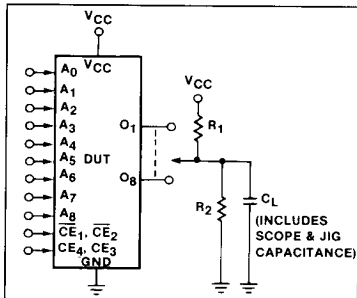 VCC
VCC
A0
A1
A2
A3
A4
A5
A6
A7
A8
CE1, CE2
CE4, CE3
GND
DUT
O1
O8
VCC
R1
R2
CL
(INCLUDES
SCOPE & JIG
CAPACITANCE)